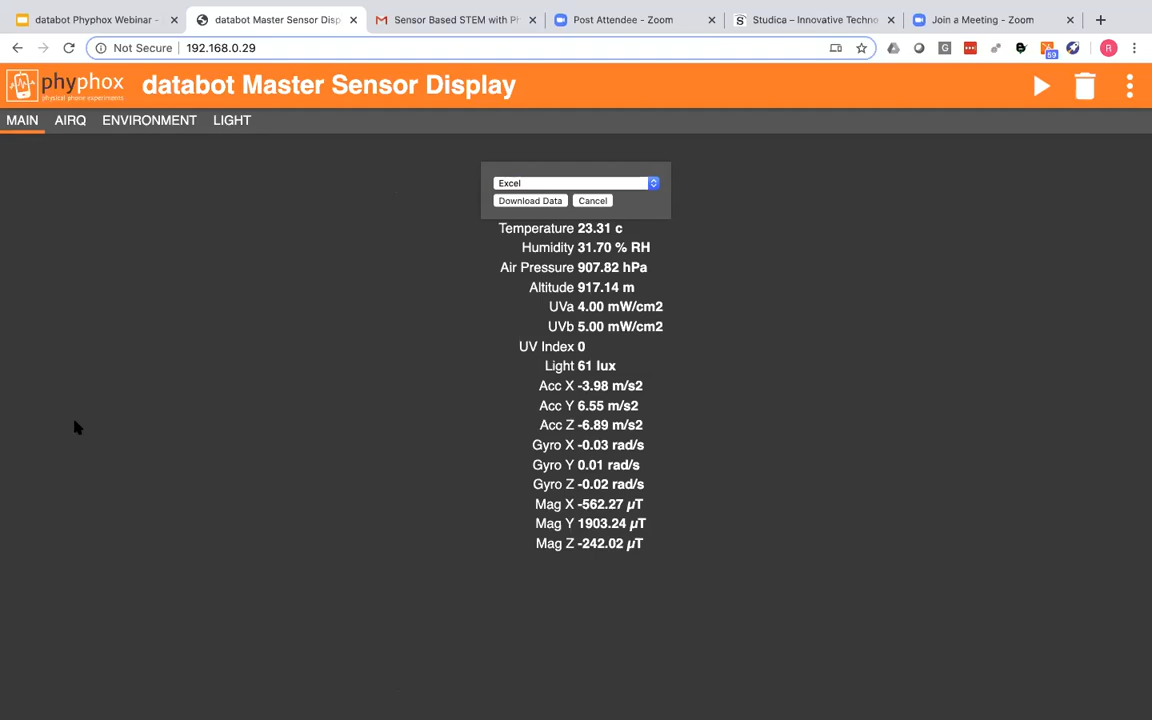 databot Phyphox Webinar -
databot Master Sensor Disp
Sensor Based STEM with Ph
Post Attendee - Zoom
Studica – Innovative Techno
Join a Meeting - Zoom
Not Secure
192.168.0.29
G
59
R
phyphox
physical phone experiments
databot Master Sensor Display
MAIN
AIRQ
ENVIRONMENT
LIGHT
Excel
Download Data
Cancel
Temperature 23.31 c
Humidity 31.70 % RH
Air Pressure 907.82 hPa
Altitude 917.14 m
UVa 4.00 mW/cm2
UVb 5.00 mW/cm2
UV Index 0
Light 61 lux
Acc X -3.98 m/s2
Acc Y 6.55 m/s2
Acc Z -6.89 m/s2
Gyro X -0.03 rad/s
Gyro Y 0.01 rad/s
Gyro Z -0.02 rad/s
Mag X -562.27 µT
Mag Y 1903.24 µT
Mag Z -242.02 µT